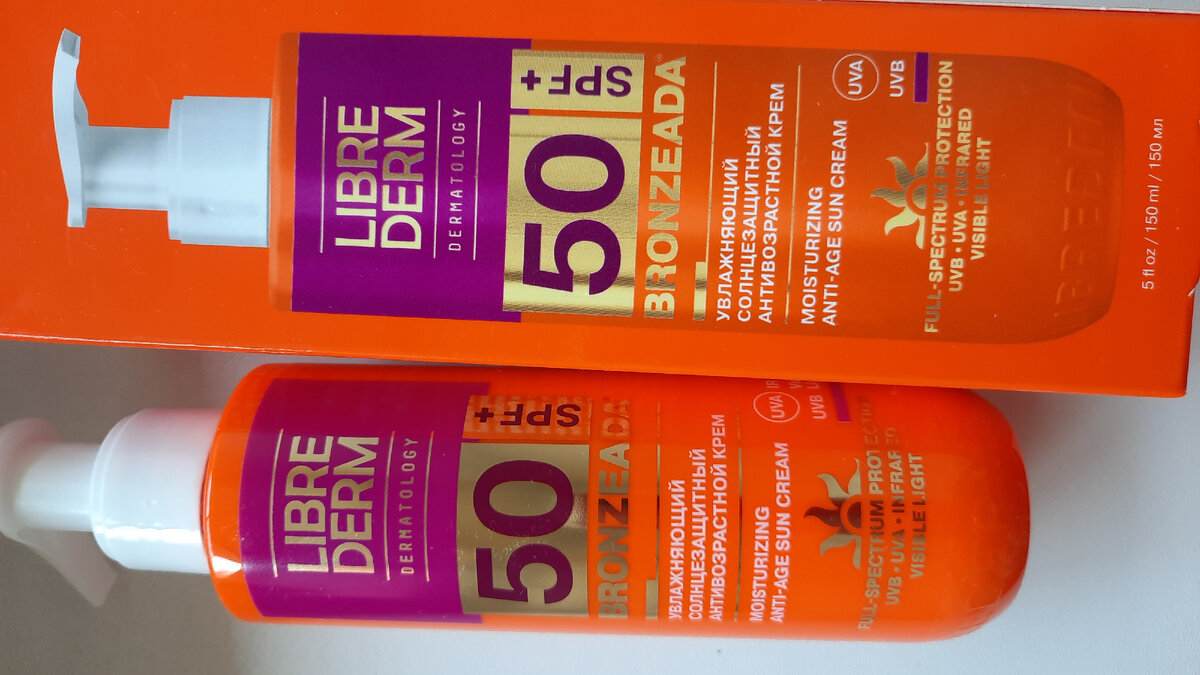 LIBRE
DERM
DERMATOLOGY
50
SPF+
BRONZEADA
УВЛАЖНЯЮЩИЙ
СОЛНЦЕЗАЩИТНЫЙ
АНТИВОЗРАСТНОЙ КРЕМ
MOISTURIZING
ANTI-AGE SUN CREAM
UVA
UVB
FULL-SPECTRUM PROTECTION
UVB • UVA • INFRARED
VISIBLE LIGHT
5 fl oz / 150 ml / 150 мл
LIBRE
DERM
DERMATOLOGY
50
SPF+
BRONZEADA
УВЛАЖНЯЮЩИЙ
СОЛНЦЕЗАЩИТНЫЙ
АНТИВОЗРАСТНОЙ КРЕМ
MOISTURIZING
ANTI-AGE SUN CREAM
UVA IR
UVB
FULL-SPECTRUM PROTECTION
UVB • UVA • INFRARED
VISIBLE LIGHT